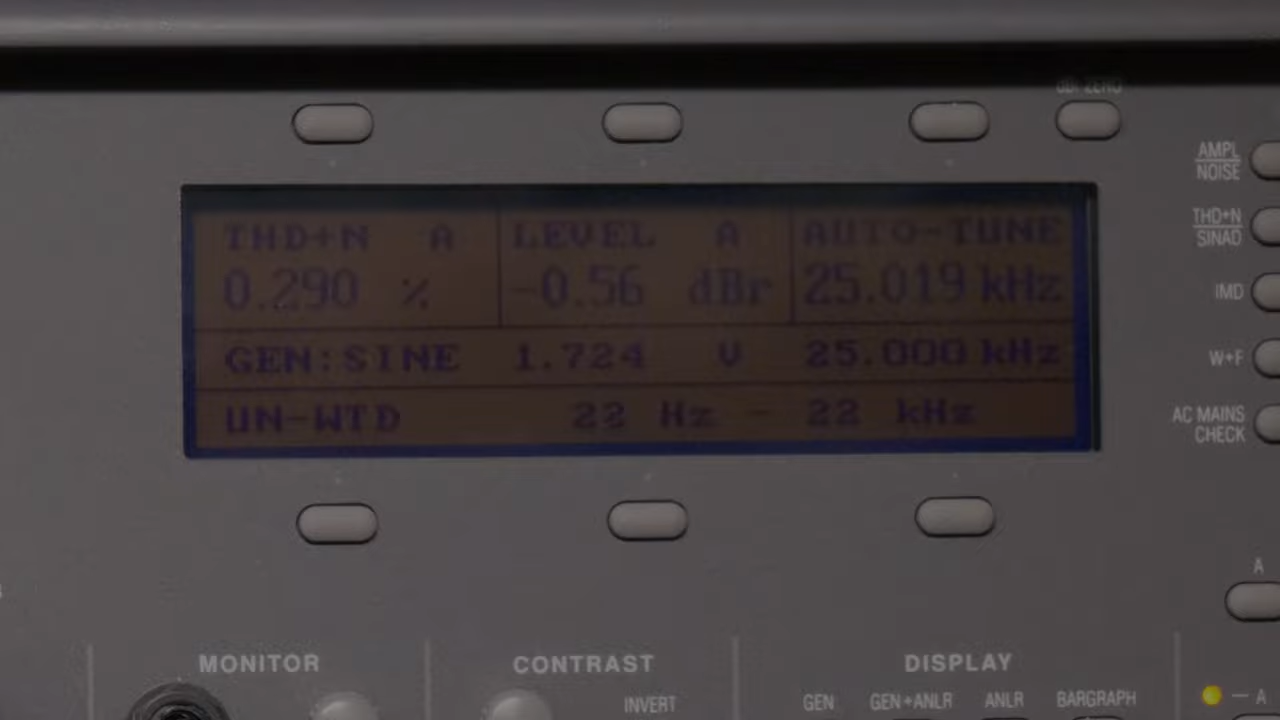 dBr ZERO
AMPL
NOISE
THD+N A LEVEL A AUTO-TUNE
THD+N
SINAD
0.290 % -0.56 dBr 25.019 kHz
IMD
GEN:SINE 1.724 V 25.000 kHz
W+F
UN-WTD 22 Hz - 22 kHz
AC MAINS
CHECK
A
MONITOR CONTRAST DISPLAY
INVERT GEN GEN+ANLR ANLR BARGRAPH
A